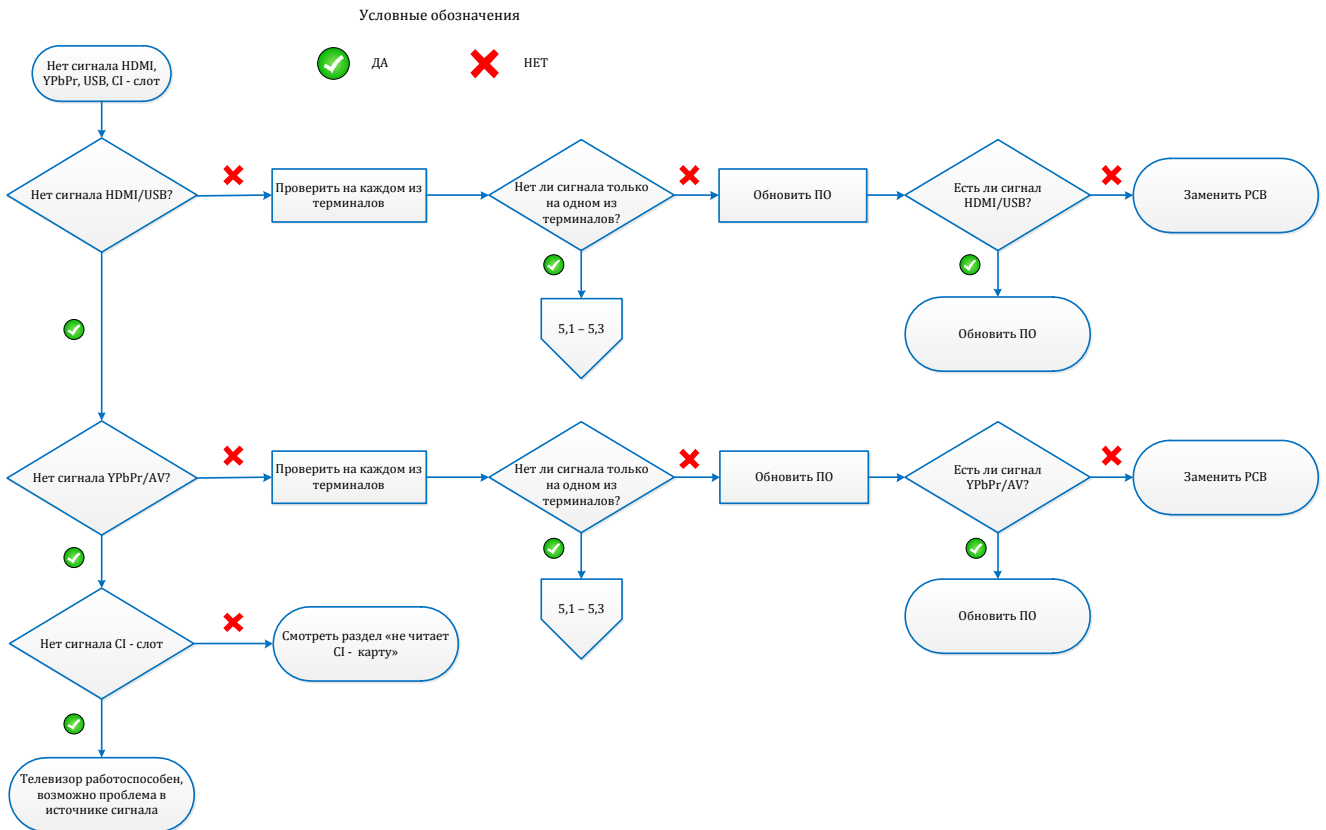 Условные обозначения
ДА
НЕТ
Нет сигнала HDMI,
YPbPr, USB, CI - слот
Нет сигнала HDMI/USB?
Проверить на каждом из
терминалов
Нет ли сигнала только
на одном из
терминалов?
Обновить ПО
Есть ли сигнал
HDMI/USB?
Заменить PCB
5,1 – 5,3
Обновить ПО
Нет сигнала YPbPr/AV?
Проверить на каждом из
терминалов
Нет ли сигнала только
на одном из
терминалов?
Обновить ПО
Есть ли сигнал
YPbPr/AV?
Заменить PCB
5,1 – 5,3
Обновить ПО
Нет сигнала CI - слот
Смотреть раздел «не читает
CI - карту»
Телевизор работоспособен,
возможно проблема в
источнике сигнала